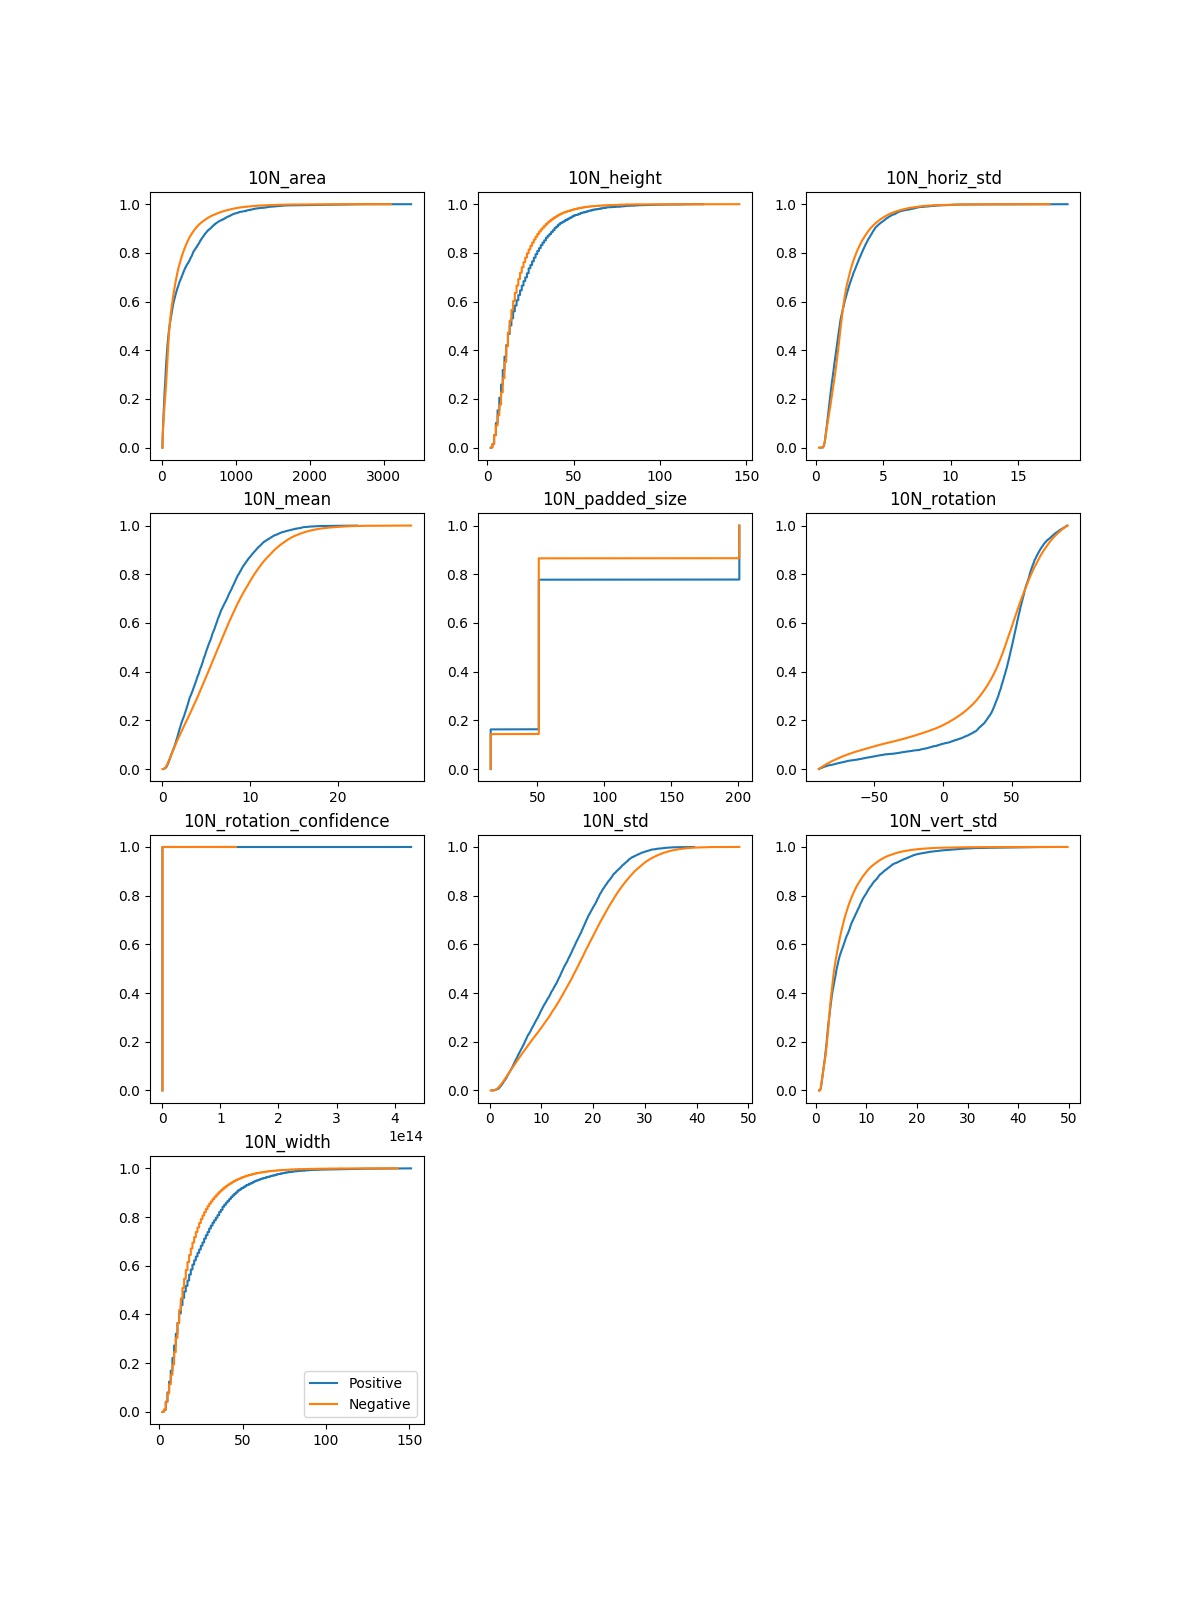 10N_area
10N_height
10N_horiz_std
1.0
0.8
0.6
0.4
0.2
0.0
0 1000 2000 3000
1.0
0.8
0.6
0.4
0.2
0.0
0 50 100 150
1.0
0.8
0.6
0.4
0.2
0.0
0 5 10 15
10N_mean
10N_padded_size
10N_rotation
1.0
0.8
0.6
0.4
0.2
0.0
0 10 20
1.0
0.8
0.6
0.4
0.2
0.0
50 100 150 200
1.0
0.8
0.6
0.4
0.2
0.0
−50 0 50
10N_rotation_confidence
10N_std
10N_vert_std
1.0
0.8
0.6
0.4
0.2
0.0
0 1 2 3 4
1e14
1.0
0.8
0.6
0.4
0.2
0.0
0 10 20 30 40 50
1.0
0.8
0.6
0.4
0.2
0.0
0 10 20 30 40 50
10N_width
1.0
0.8
0.6
0.4
0.2
0.0
0 50 100 150
Positive
Negative